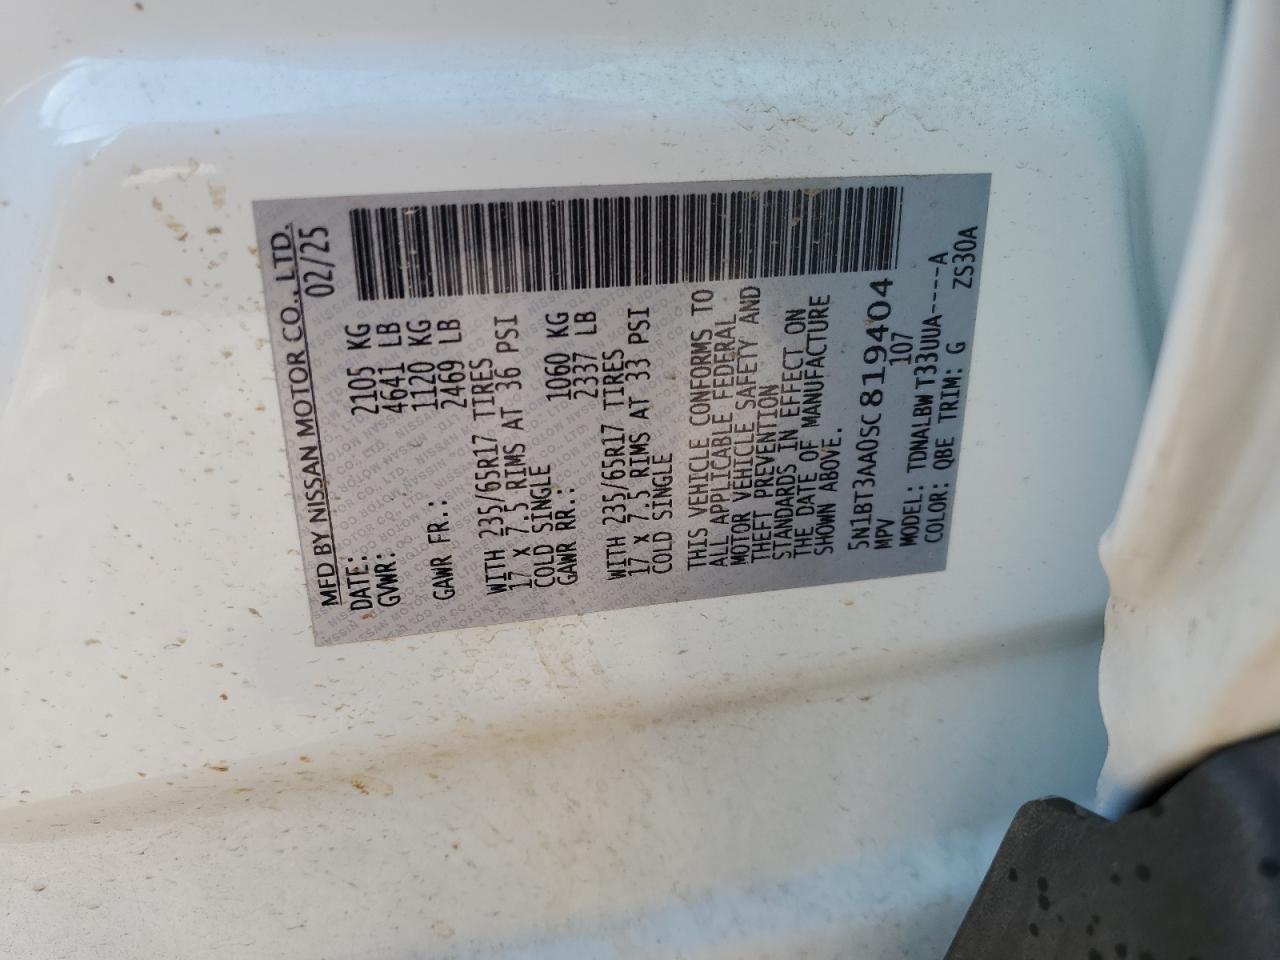 MFD BY NISSAN MOTOR CO., LTD.
DATE: 02/25
GVWR: 2105 KG
4641 LB
GAWR FR.: 1120 KG
2469 LB
WITH 235/65R17 TIRES
17 X 7.5 RIMS AT 36 PSI
COLD SINGLE
GAWR RR.: 1060 KG
2337 LB
WITH 235/65R17 TIRES
17 X 7.5 RIMS AT 33 PSI
COLD SINGLE
THIS VEHICLE CONFORMS TO
ALL APPLICABLE FEDERAL
MOTOR VEHICLE SAFETY AND
THEFT PREVENTION
STANDARDS IN EFFECT ON
THE DATE OF MANUFACTURE
SHOWN ABOVE.
5N1BT3AA0SC819404
MPV 107
MODEL: TDNALBW T33UUA----A
COLOR: QBE TRIM: G ZS30A